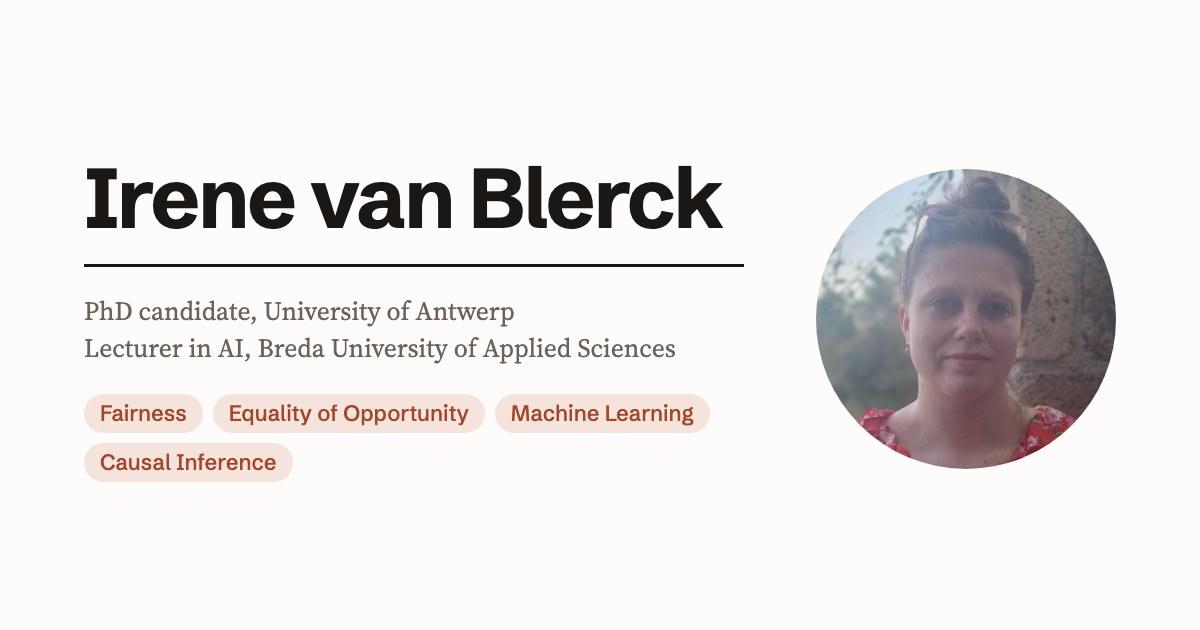 Irene van Blerck
PhD candidate, University of Antwerp
Lecturer in AI, Breda University of Applied Sciences
Fairness Equality of Opportunity Machine Learning
Causal Inference